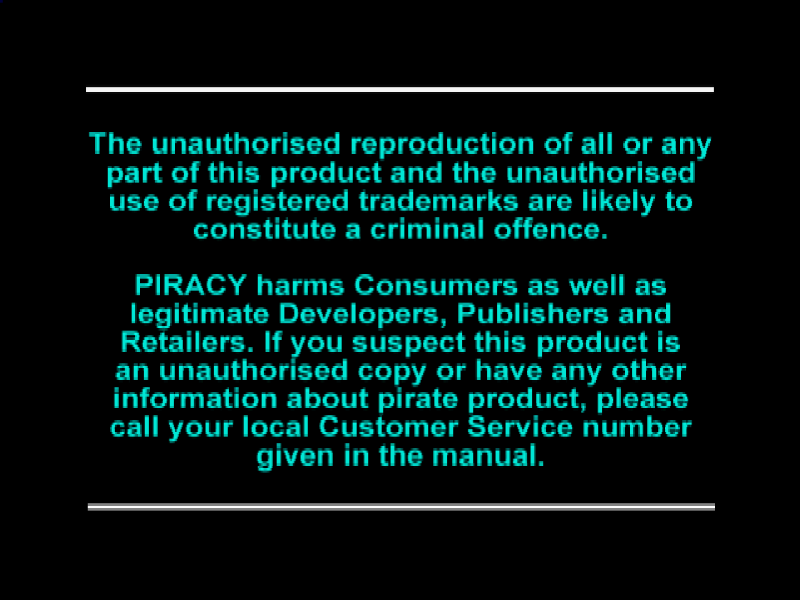 The unauthorised reproduction of all or any
part of this product and the unauthorised
use of registered trademarks are likely to
constitute a criminal offence.
PIRACY harms Consumers as well as
legitimate Developers, Publishers and
Retailers. If you suspect this product is
an unauthorised copy or have any other
information about pirate product, please
call your local Customer Service number
given in the manual.